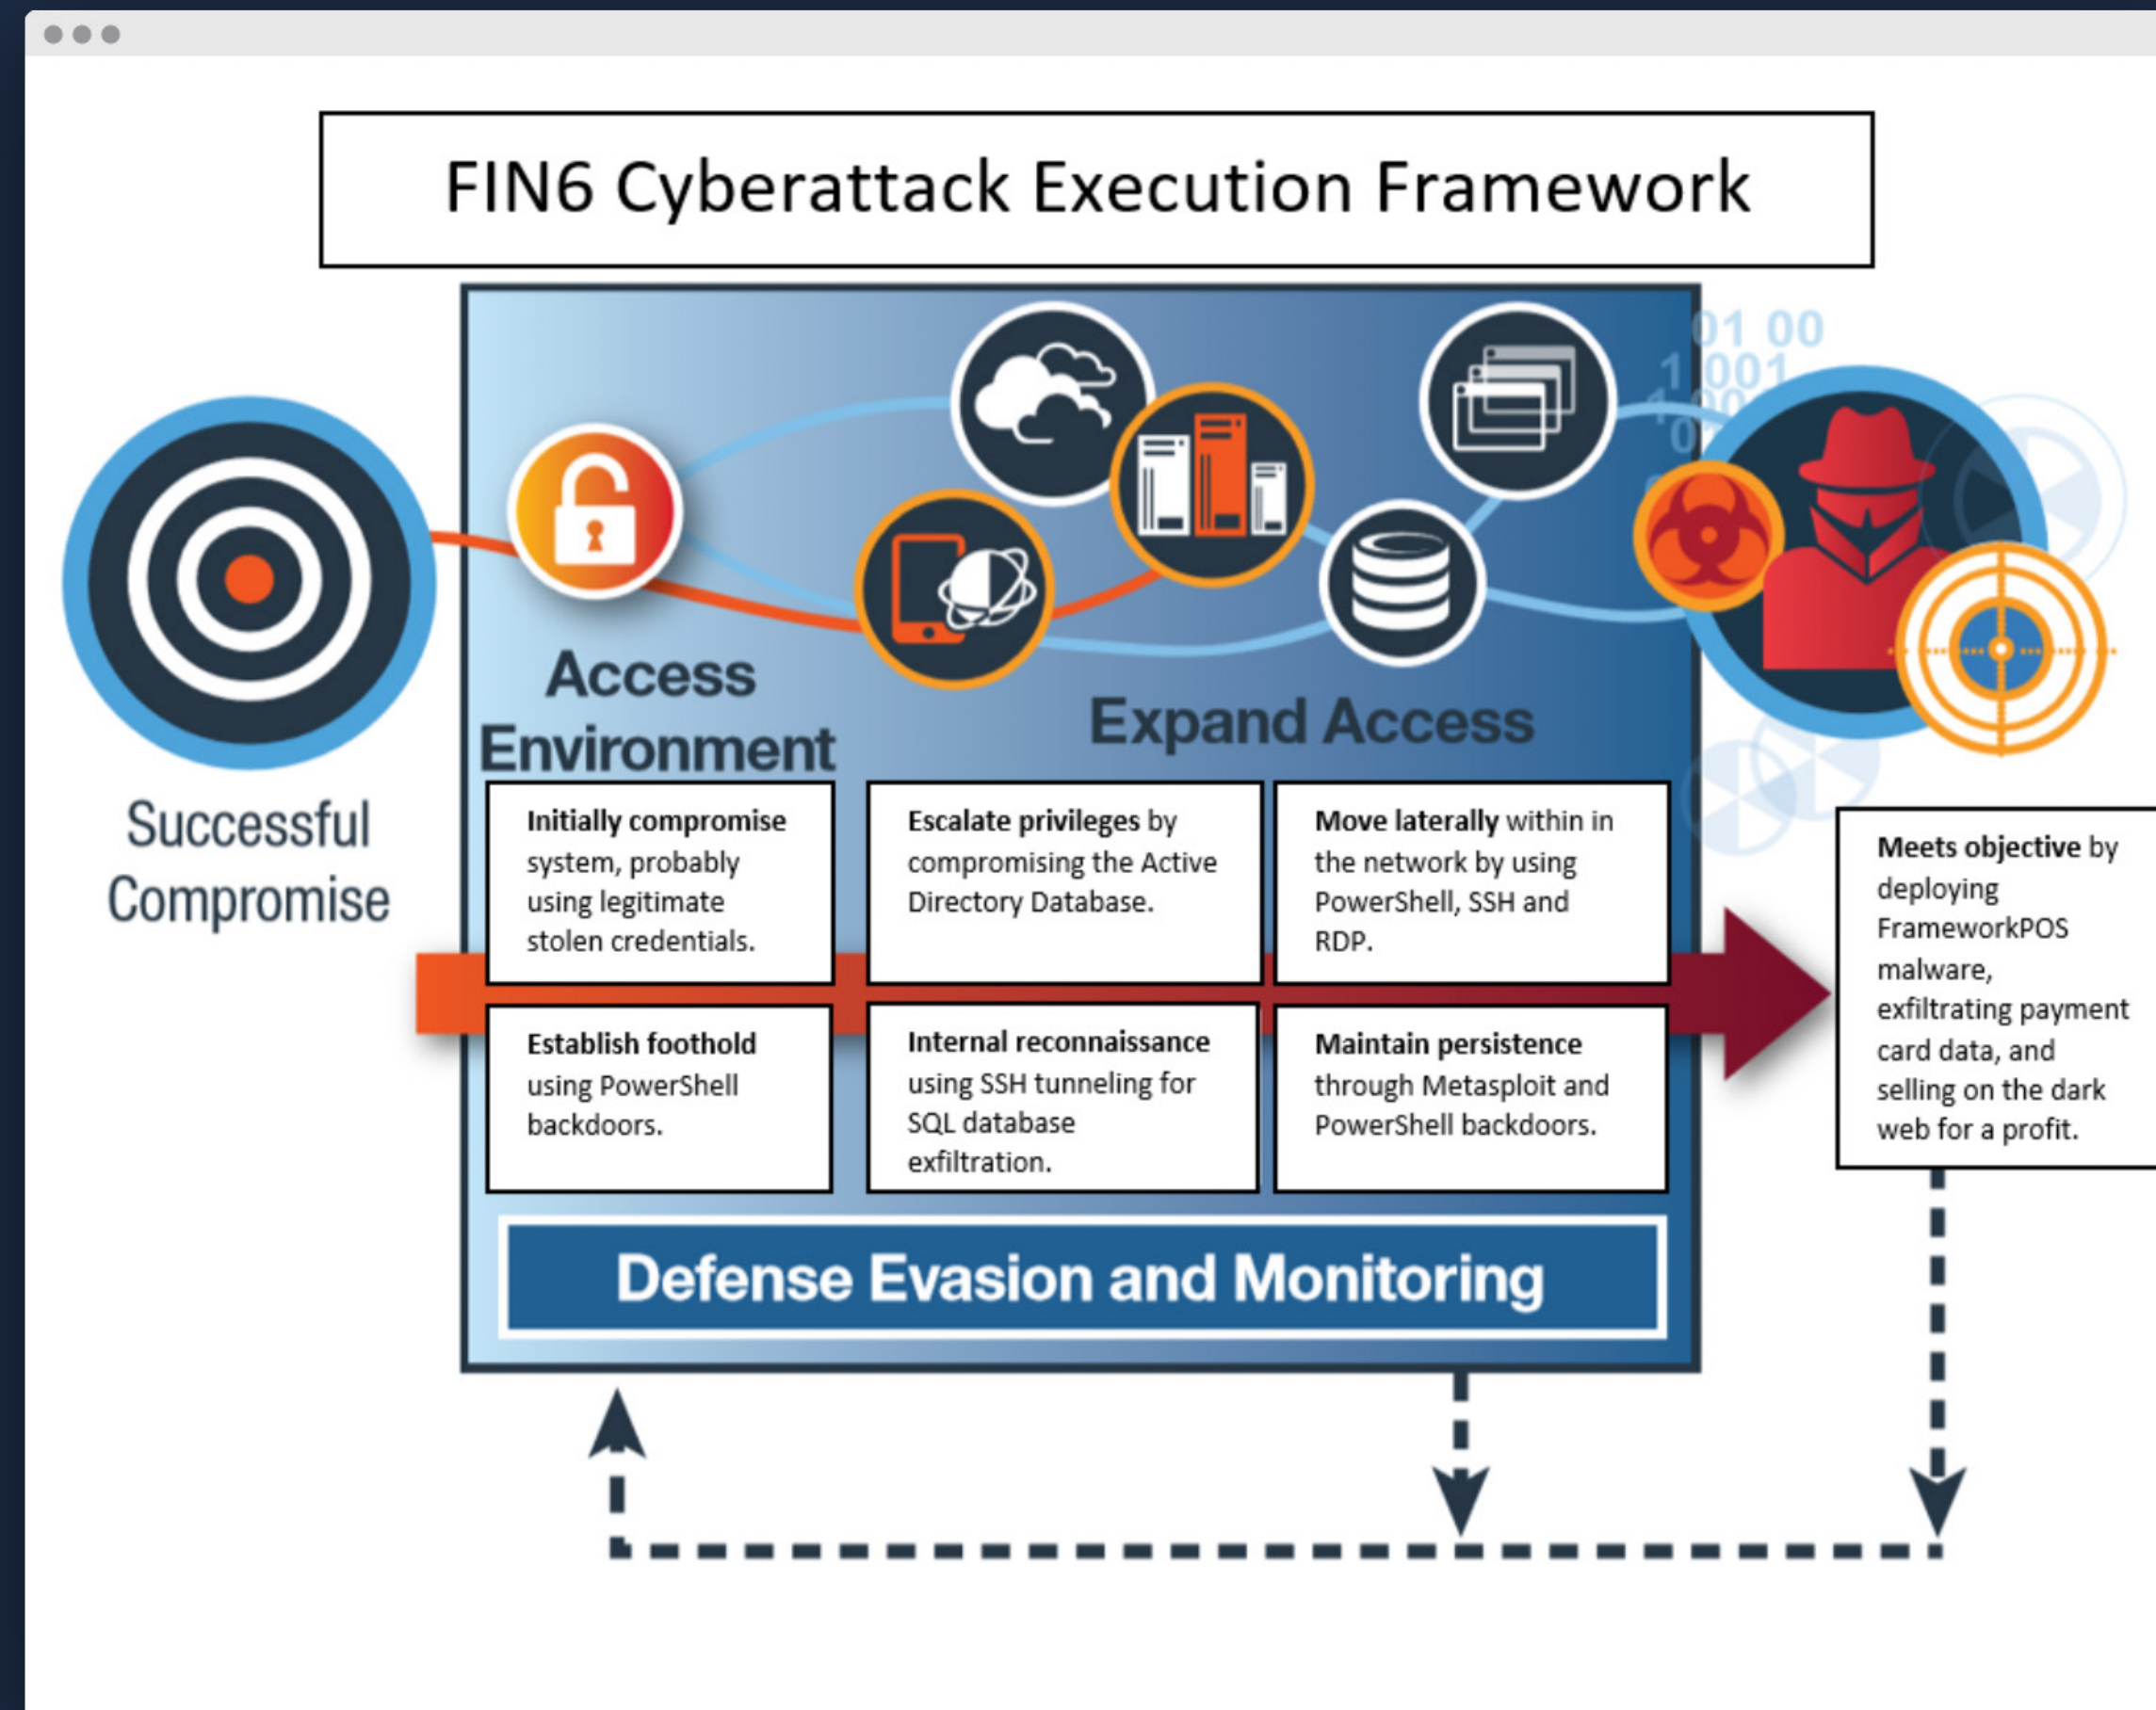 FIN6 Cyberattack Execution Framework
01 00
1 001
Successful
Compromise
Access
Environment
Expand Access
Initially compromise
system, probably
using legitimate
stolen credentials.
Escalate privileges by
compromising the Active
Directory Database.
Move laterally within in
the network by using
PowerShell, SSH and
RDP.
Meets objective by
deploying
FrameworkPOS
malware,
exfiltrating payment
card data, and
selling on the dark
web for a profit.
Establish foothold
using PowerShell
backdoors.
Internal reconnaissance
using SSH tunneling for
SQL database
exfiltration.
Maintain persistence
through Metasploit and
PowerShell backdoors.
Defense Evasion and Monitoring